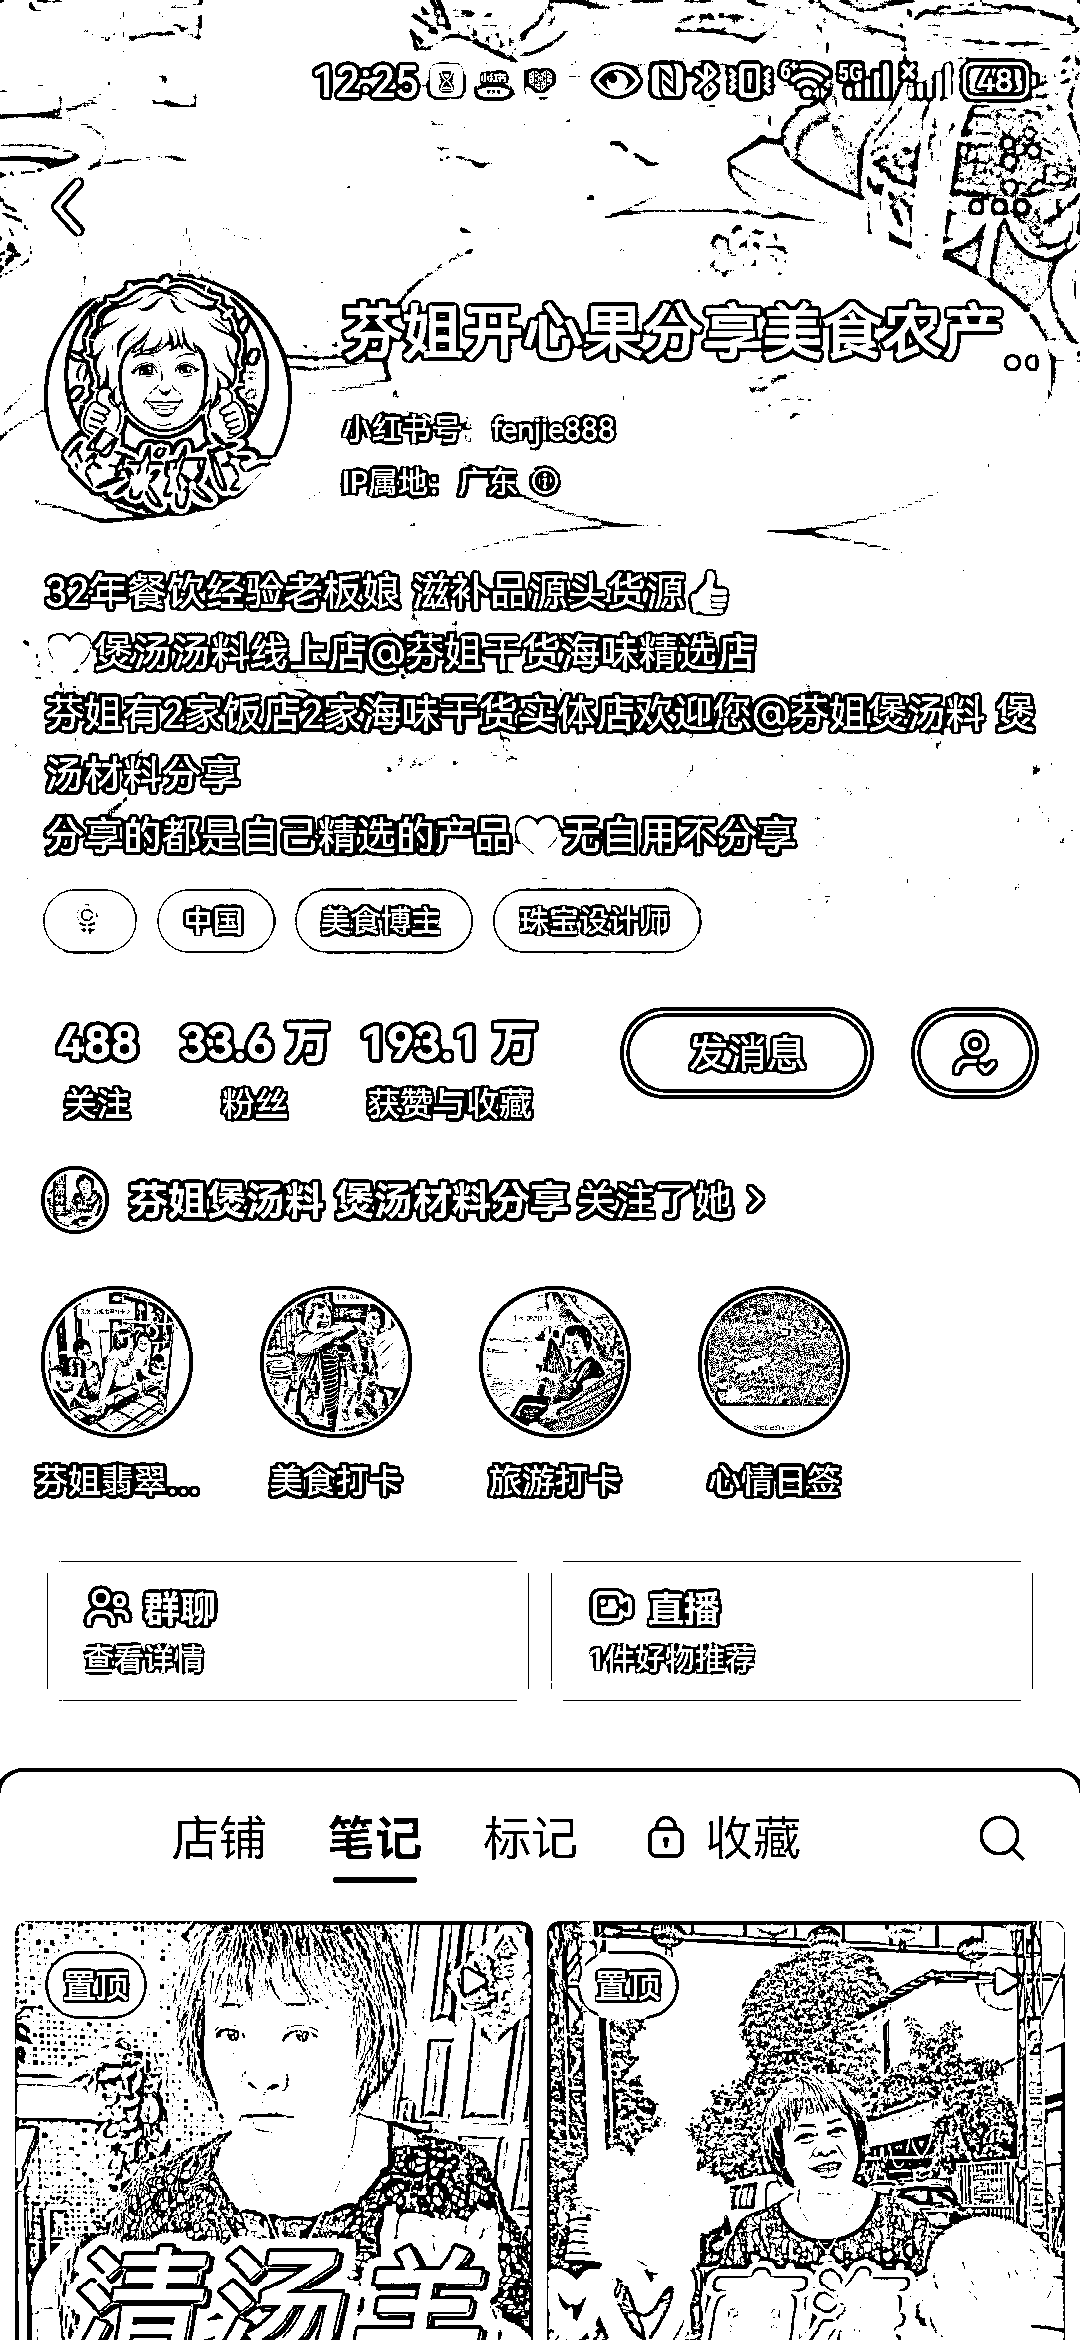 12:25 6+ 5G 48
芬姐开心果分享美食农产...
小红书号：fenjie888
IP属地：广东
32年餐饮经验老板娘 滋补品源头货源👍
♡煲汤汤料线上店@芬姐干货海味精选店
芬姐有2家饭店2家海味干货实体店欢迎您@芬姐煲汤料 煲
汤材料分享
分享的都是自己精选的产品♡无自用不分享
中国 美食博主 珠宝设计师
488 33.6 万 193.1 万 发消息
关注 粉丝 获赞与收藏
芬姐煲汤料 煲汤材料分享 关注了她 >
芬姐翡翠... 美食打卡 旅游打卡 心情日签
群聊 直播
查看详情 1件好物推荐
店铺 笔记 标记 收藏
置顶 置顶
清汤羊